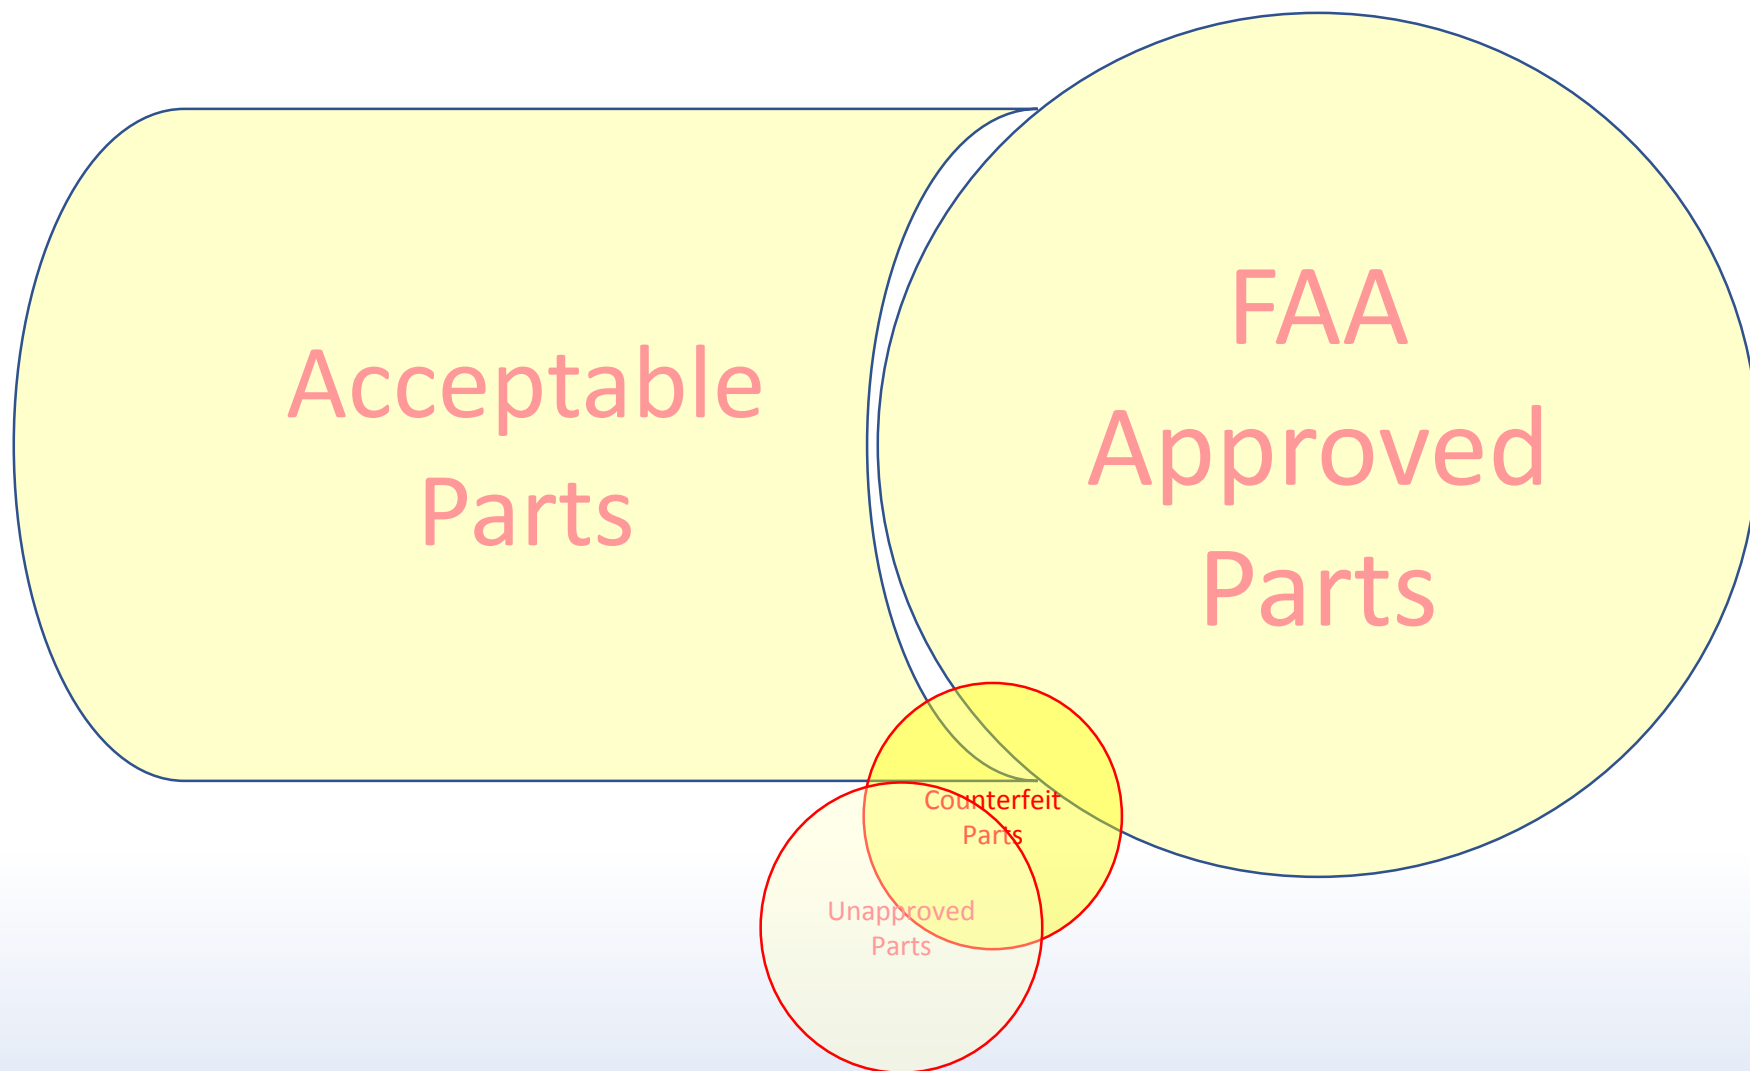 Acceptable
Parts
FAA
Approved
Parts
Counterfeit
Parts
Unapproved
Parts